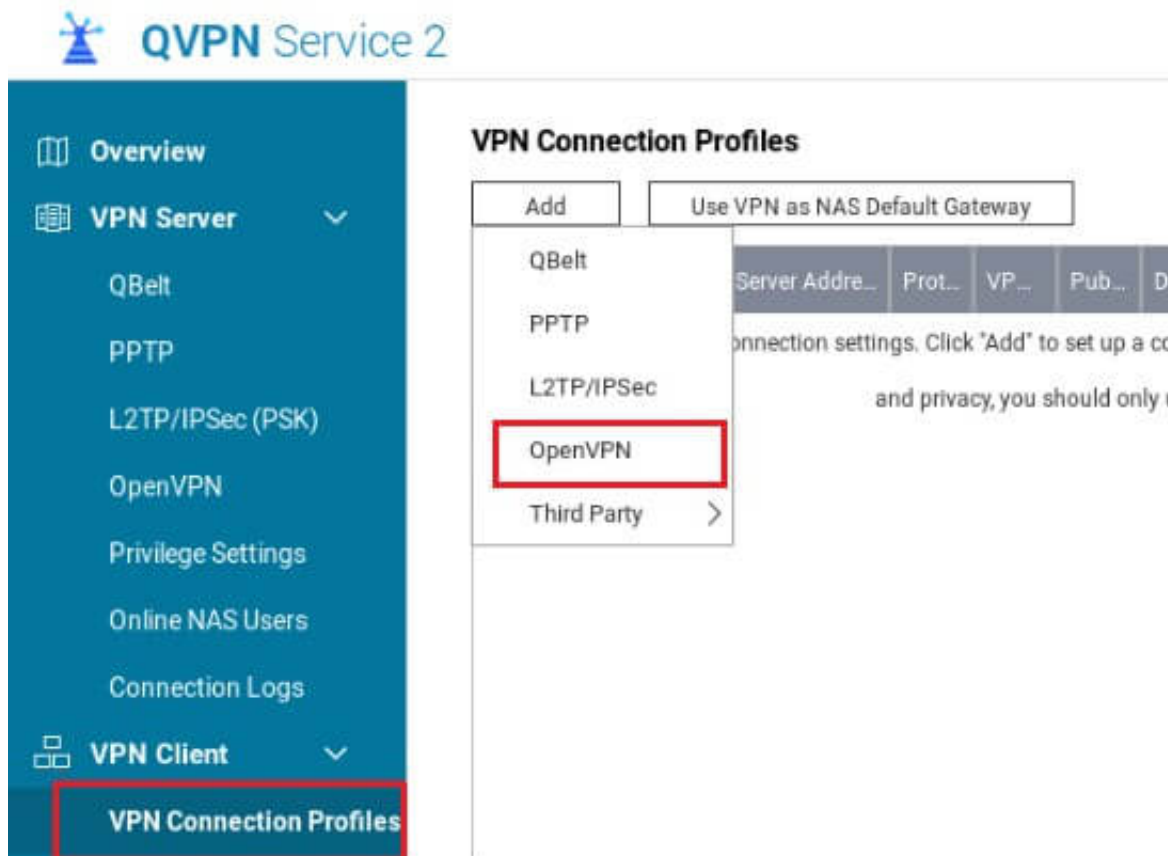 QVPN Service 2
Overview
VPN Server
QBelt
PPTP
L2TP/IPSec (PSK)
OpenVPN
Privilege Settings
Online NAS Users
Connection Logs
VPN Client
VPN Connection Profiles
VPN Connection Profiles
Add Use VPN as NAS Default Gateway
QBelt
PPTP
L2TP/IPSec
OpenVPN
Third Party
Server Addre... Prot... VP... Pub... D
onnection settings. Click "Add" to set up a co
and privacy, you should only